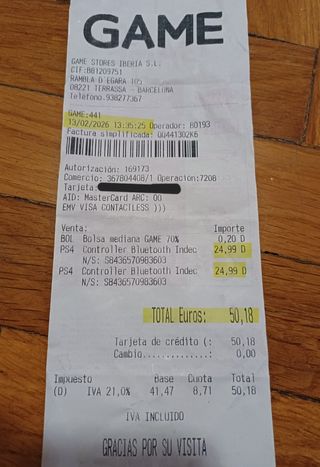 GAME
GAME STORES IBERIA S.L.
CIF:B81209751
RAMBLA D'EGARA 105
08221 TERRASSA - BARCELONA
Teléfono.938277367
GAME:441
13/02/2026 13:35:25 Operador: 80193
Factura simplificada: 00441302K6
Autorización: 169173
Comercio: 367804408/1 Operación:7208
Tarjeta:
AID: MasterCard ARC: 00
EMV VISA CONTACTLESS )))
Venta: Importe
BOL Bolsa mediana GAME 70% 0,20 D
PS4 Controller Bluetooth Indec 24,99 D
N/S: S8436570983603
PS4 Controller Bluetooth Indec 24,99 D
N/S: S8436570983603
TOTAL Euros: 50,18
Tarjeta de crédito (: 50,18
Cambio..............: 0,00
Impuesto Base Cuota Total
(D) IVA 21,0% 41,47 8,71 50,18
IVA INCLUIDO
GRACIAS POR SU VISITA